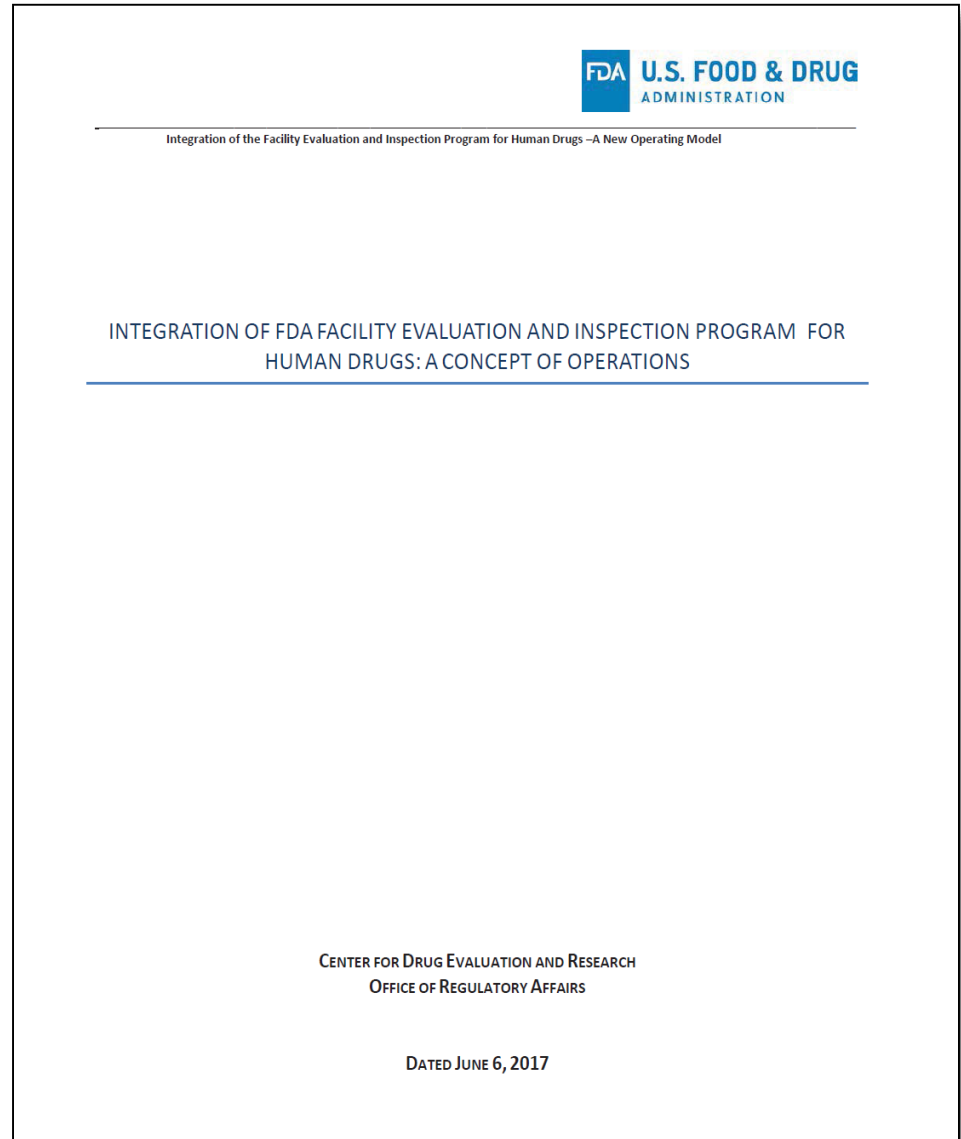 FDA U.S. FOOD & DRUG
ADMINISTRATION
Integration of the Facility Evaluation and Inspection Program for Human Drugs –A New Operating Model
INTEGRATION OF FDA FACILITY EVALUATION AND INSPECTION PROGRAM FOR
HUMAN DRUGS: A CONCEPT OF OPERATIONS
CENTER FOR DRUG EVALUATION AND RESEARCH
OFFICE OF REGULATORY AFFAIRS
DATED JUNE 6, 2017